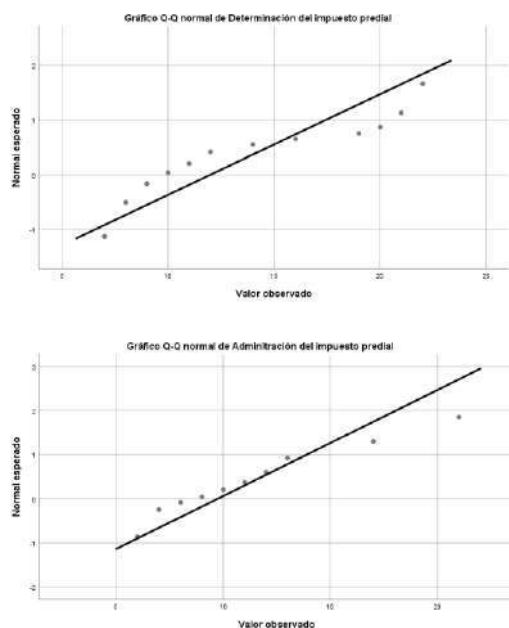 Gráfico Q-Q normal de Determinación del impuesto predial
Normal esperado
2
1
0
-1
5 10 15 20 25
Valor observado
Gráfico Q-Q normal de Adminitración del impuesto predial
Normal esperado
3
2
1
0
-1
-2
5 10 15 20
Valor observado